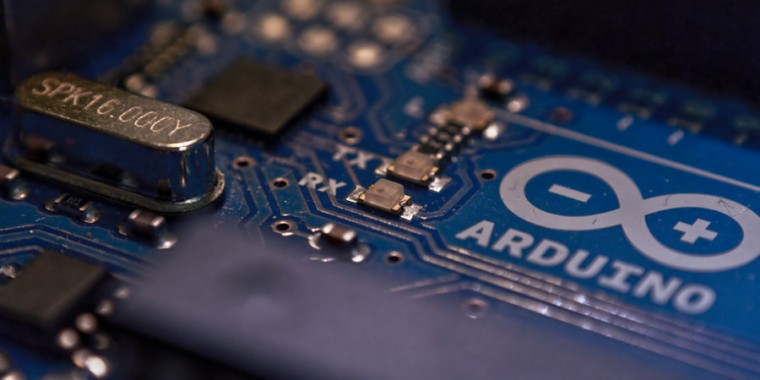 SPK16.000Y
TX
RX
ARDUINO